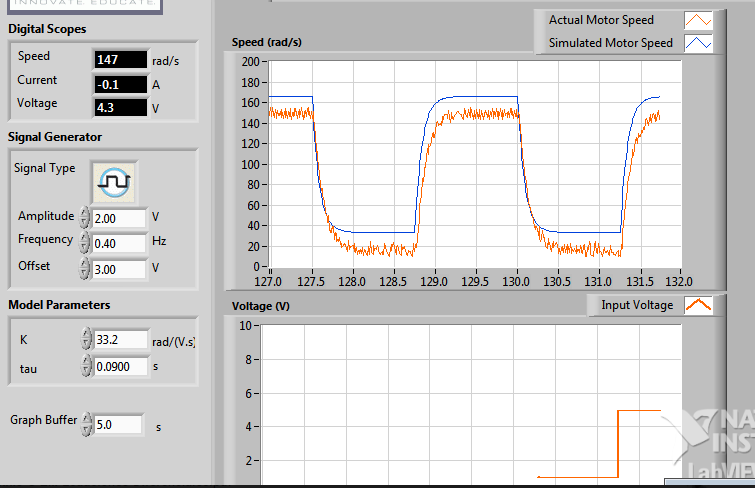 INNOVATE EDUCATE
Digital Scopes
Speed 147 rad/s
Current -0.1 A
Voltage 4.3 V
Signal Generator
Signal Type
Amplitude 2.00 V
Frequency 0.40 Hz
Offset 3.00 V
Model Parameters
K 33.2 rad/(V.s)
tau 0.0900 s
Graph Buffer 5.0 s
Actual Motor Speed
Simulated Motor Speed
Speed (rad/s)
200
180
160
140
120
100
80
60
40
20
0
127.0 127.5 128.0 128.5 129.0 129.5 130.0 130.5 131.0 131.5 132.0
Input Voltage
Voltage (V)
10
8
6
4
2
LabVIE